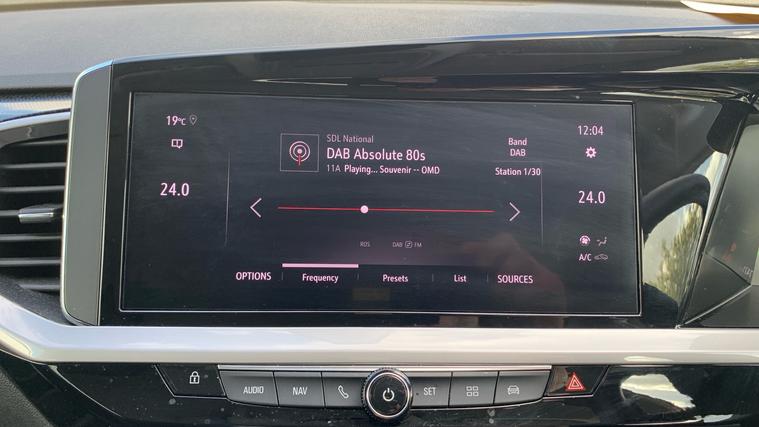 19°C
12:04
SDL National
DAB Absolute 80s
11A Playing... Souvenir -- OMD
Band
DAB
Station 1/30
24.0
24.0
RDS DAB FM
A/C
OPTIONS Frequency Presets List SOURCES
AUDIO NAV SET